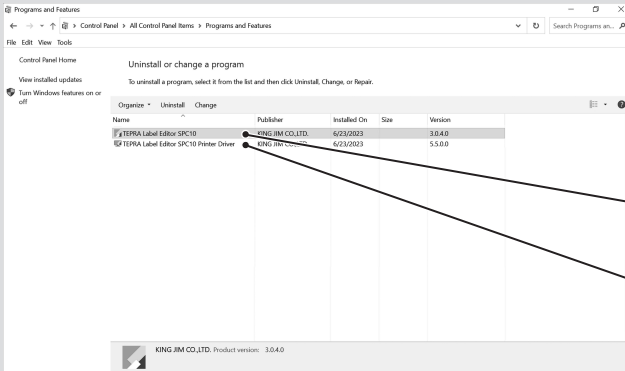 Programs and Features
Control Panel > All Control Panel Items > Programs and Features
Search Programs an...
File Edit View Tools
Control Panel Home
View installed updates
Turn Windows features on or
off
Uninstall or change a program
To uninstall a program, select it from the list and then click Uninstall, Change, or Repair.
Organize Uninstall Change
Name Publisher Installed On Size Version
TEPRA Label Editor SPC10 KING JIM CO.,LTD. 6/23/2023 3.0.4.0
TEPRA Label Editor SPC10 Printer Driver KING JIM 6/23/2023 5.5.0.0
KING JIM CO.,LTD. Product version: 3.0.4.0